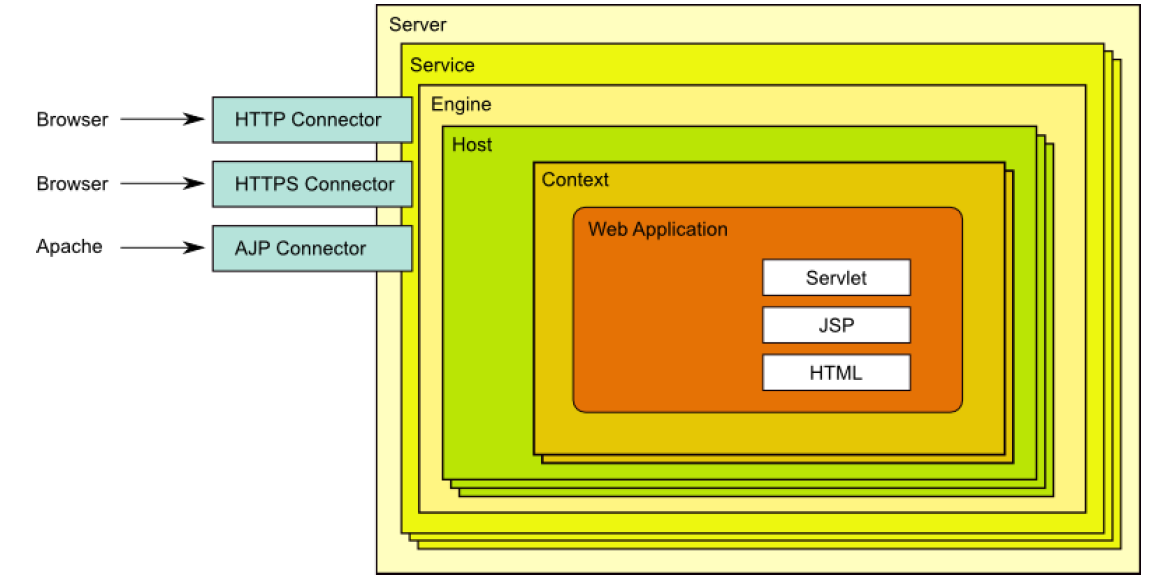 Server
Service
Engine
Browser
HTTP Connector
Host
Browser
HTTPS Connector
Context
Web Application
Apache
AJP Connector
Servlet
JSP
HTML